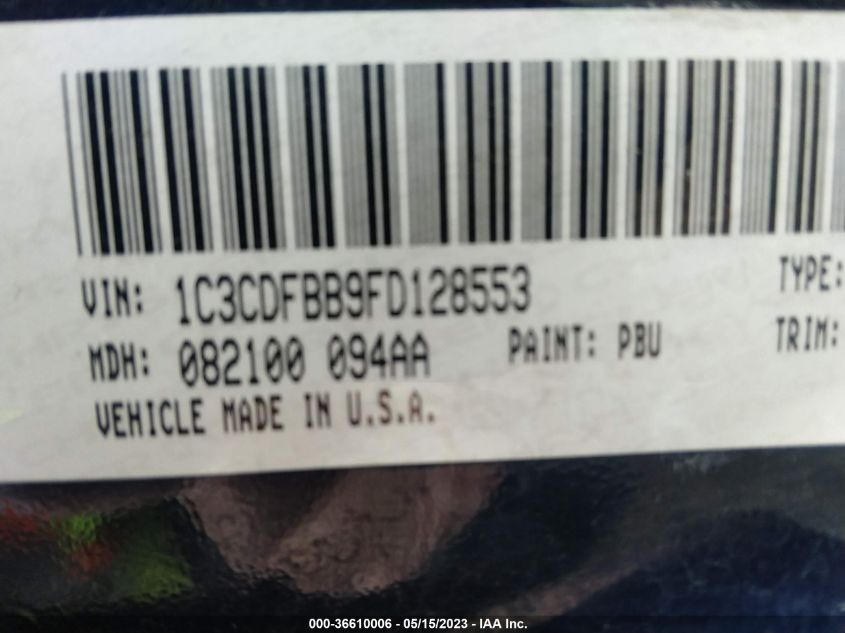 VIN: 1C3CDFBB9FD128553 TYPE:
MDH: 082100 094AA PAINT: PBU TRIM:
VEHICLE MADE IN U.S.A.
000-36610006 - 05/15/2023 - IAA Inc.